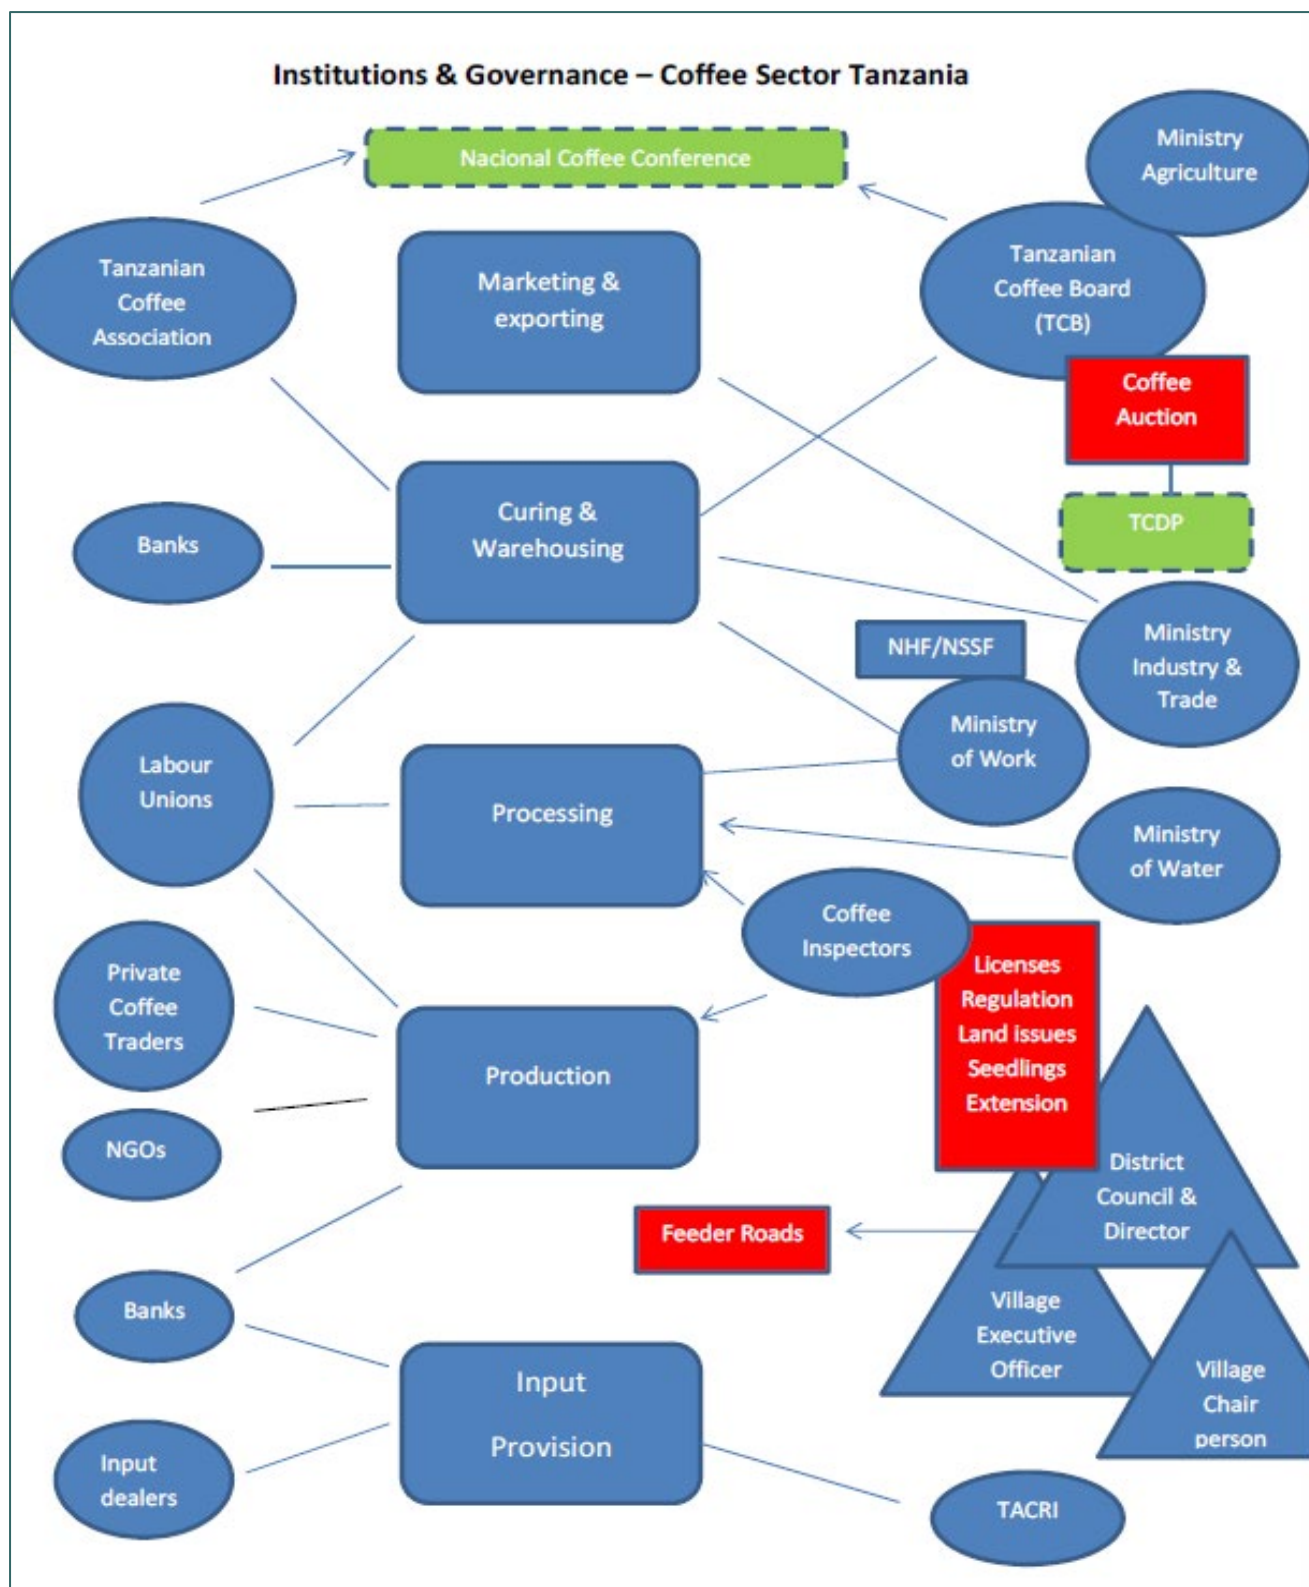 Institutions & Governance – Coffee Sector Tanzania
Nacional Coffee Conference
Ministry
Agriculture
Tanzanian
Coffee
Association
Marketing &
exporting
Tanzanian
Coffee Board
(TCB)
Coffee
Auction
Banks
Curing &
Warehousing
TCDP
NHF/NSSF
Ministry
Industry &
Trade
Labour
Unions
Processing
Ministry
of Work
Ministry
of Water
Coffee
Inspectors
Private
Coffee
Traders
Production
Licenses
Regulation
Land issues
Seedlings
Extension
NGOs
District
Council &
Director
Feeder Roads
Banks
Village
Executive
Officer
Input
Provision
Village
Chair
person
Input
dealers
TACRI